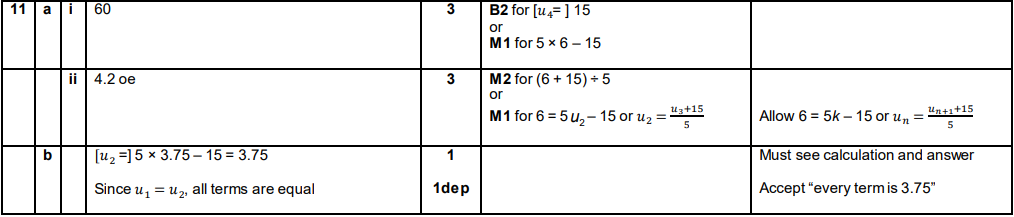 11 a i 60 3 B2 for [u₄= ] 15
or
M1 for 5 × 6 – 15
ii 4.2 oe 3 M2 for (6 + 15) ÷ 5
or
M1 for 6 = 5u₂ – 15 or u₂ = (u₃+15)/5 Allow 6 = 5k – 15 or uₙ = (uₙ₊₁+15)/5
b [u₂ =] 5 × 3.75 – 15 = 3.75 1 Must see calculation and answer
Since u₁ = u₂, all terms are equal 1dep Accept “every term is 3.75”